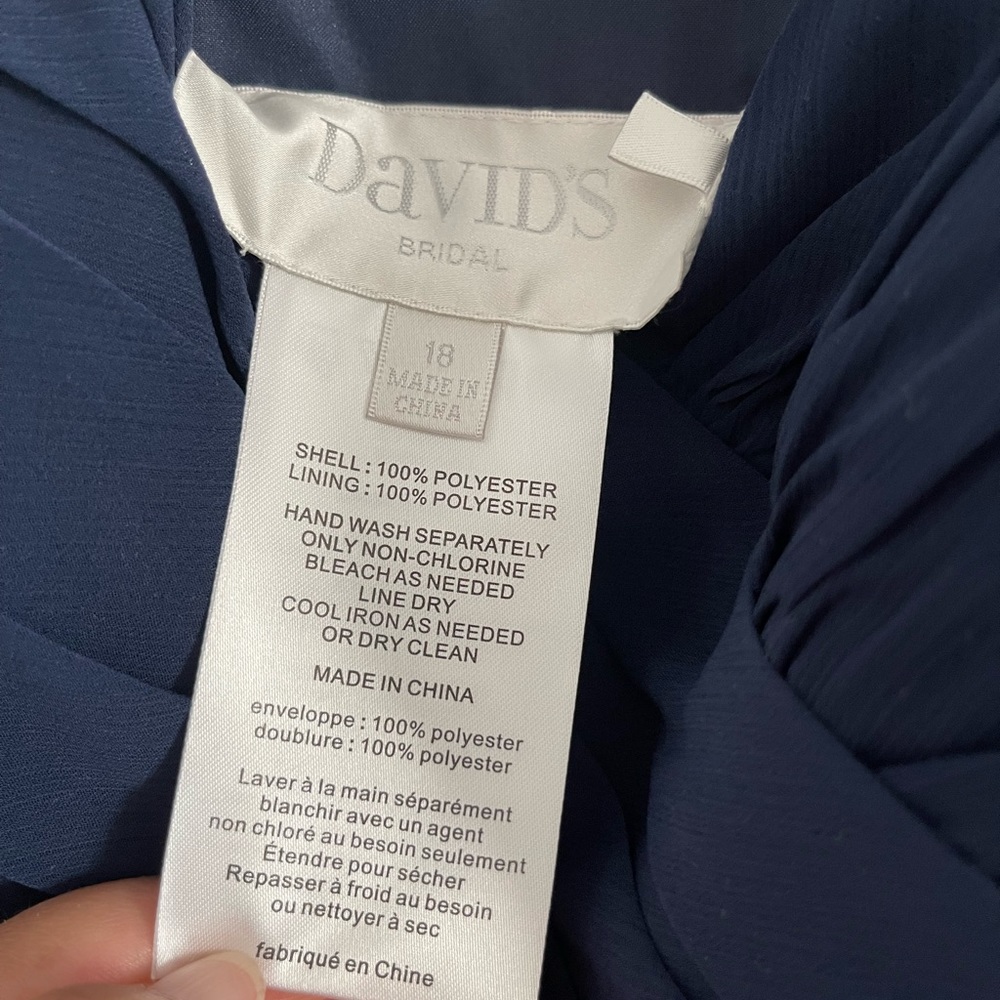 DaVID'S
BRIDAL
18
MADE IN
CHINA
SHELL : 100% POLYESTER
LINING : 100% POLYESTER
HAND WASH SEPARATELY
ONLY NON-CHLORINE
BLEACH AS NEEDED
LINE DRY
COOL IRON AS NEEDED
OR DRY CLEAN
MADE IN CHINA
enveloppe : 100% polyester
doublure : 100% polyester
Laver à la main séparément
blanchir avec un agent
non chloré au besoin seulement
Étendre pour sécher
Repasser à froid au besoin
ou nettoyer à sec
fabriqué en Chine